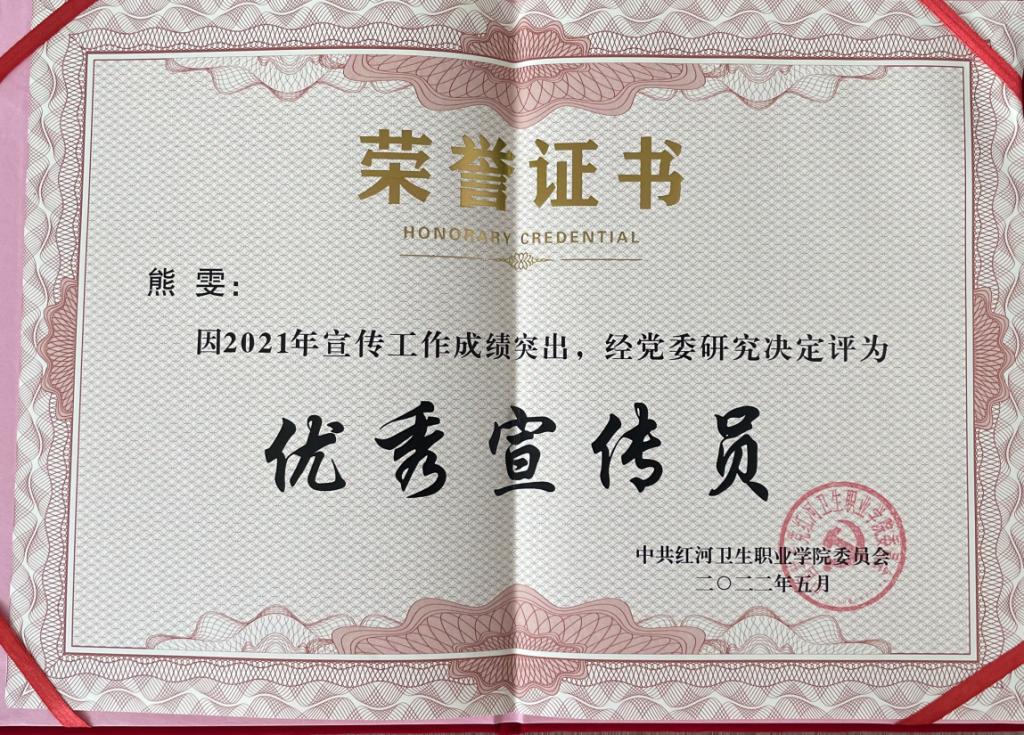 荣誉证书
HONORARY CREDENTIAL
熊雯：
因2021年宣传工作成绩突出，经党委研究决定评为
优秀宣传员
中共红河卫生职业学院委员会
二〇二二年五月